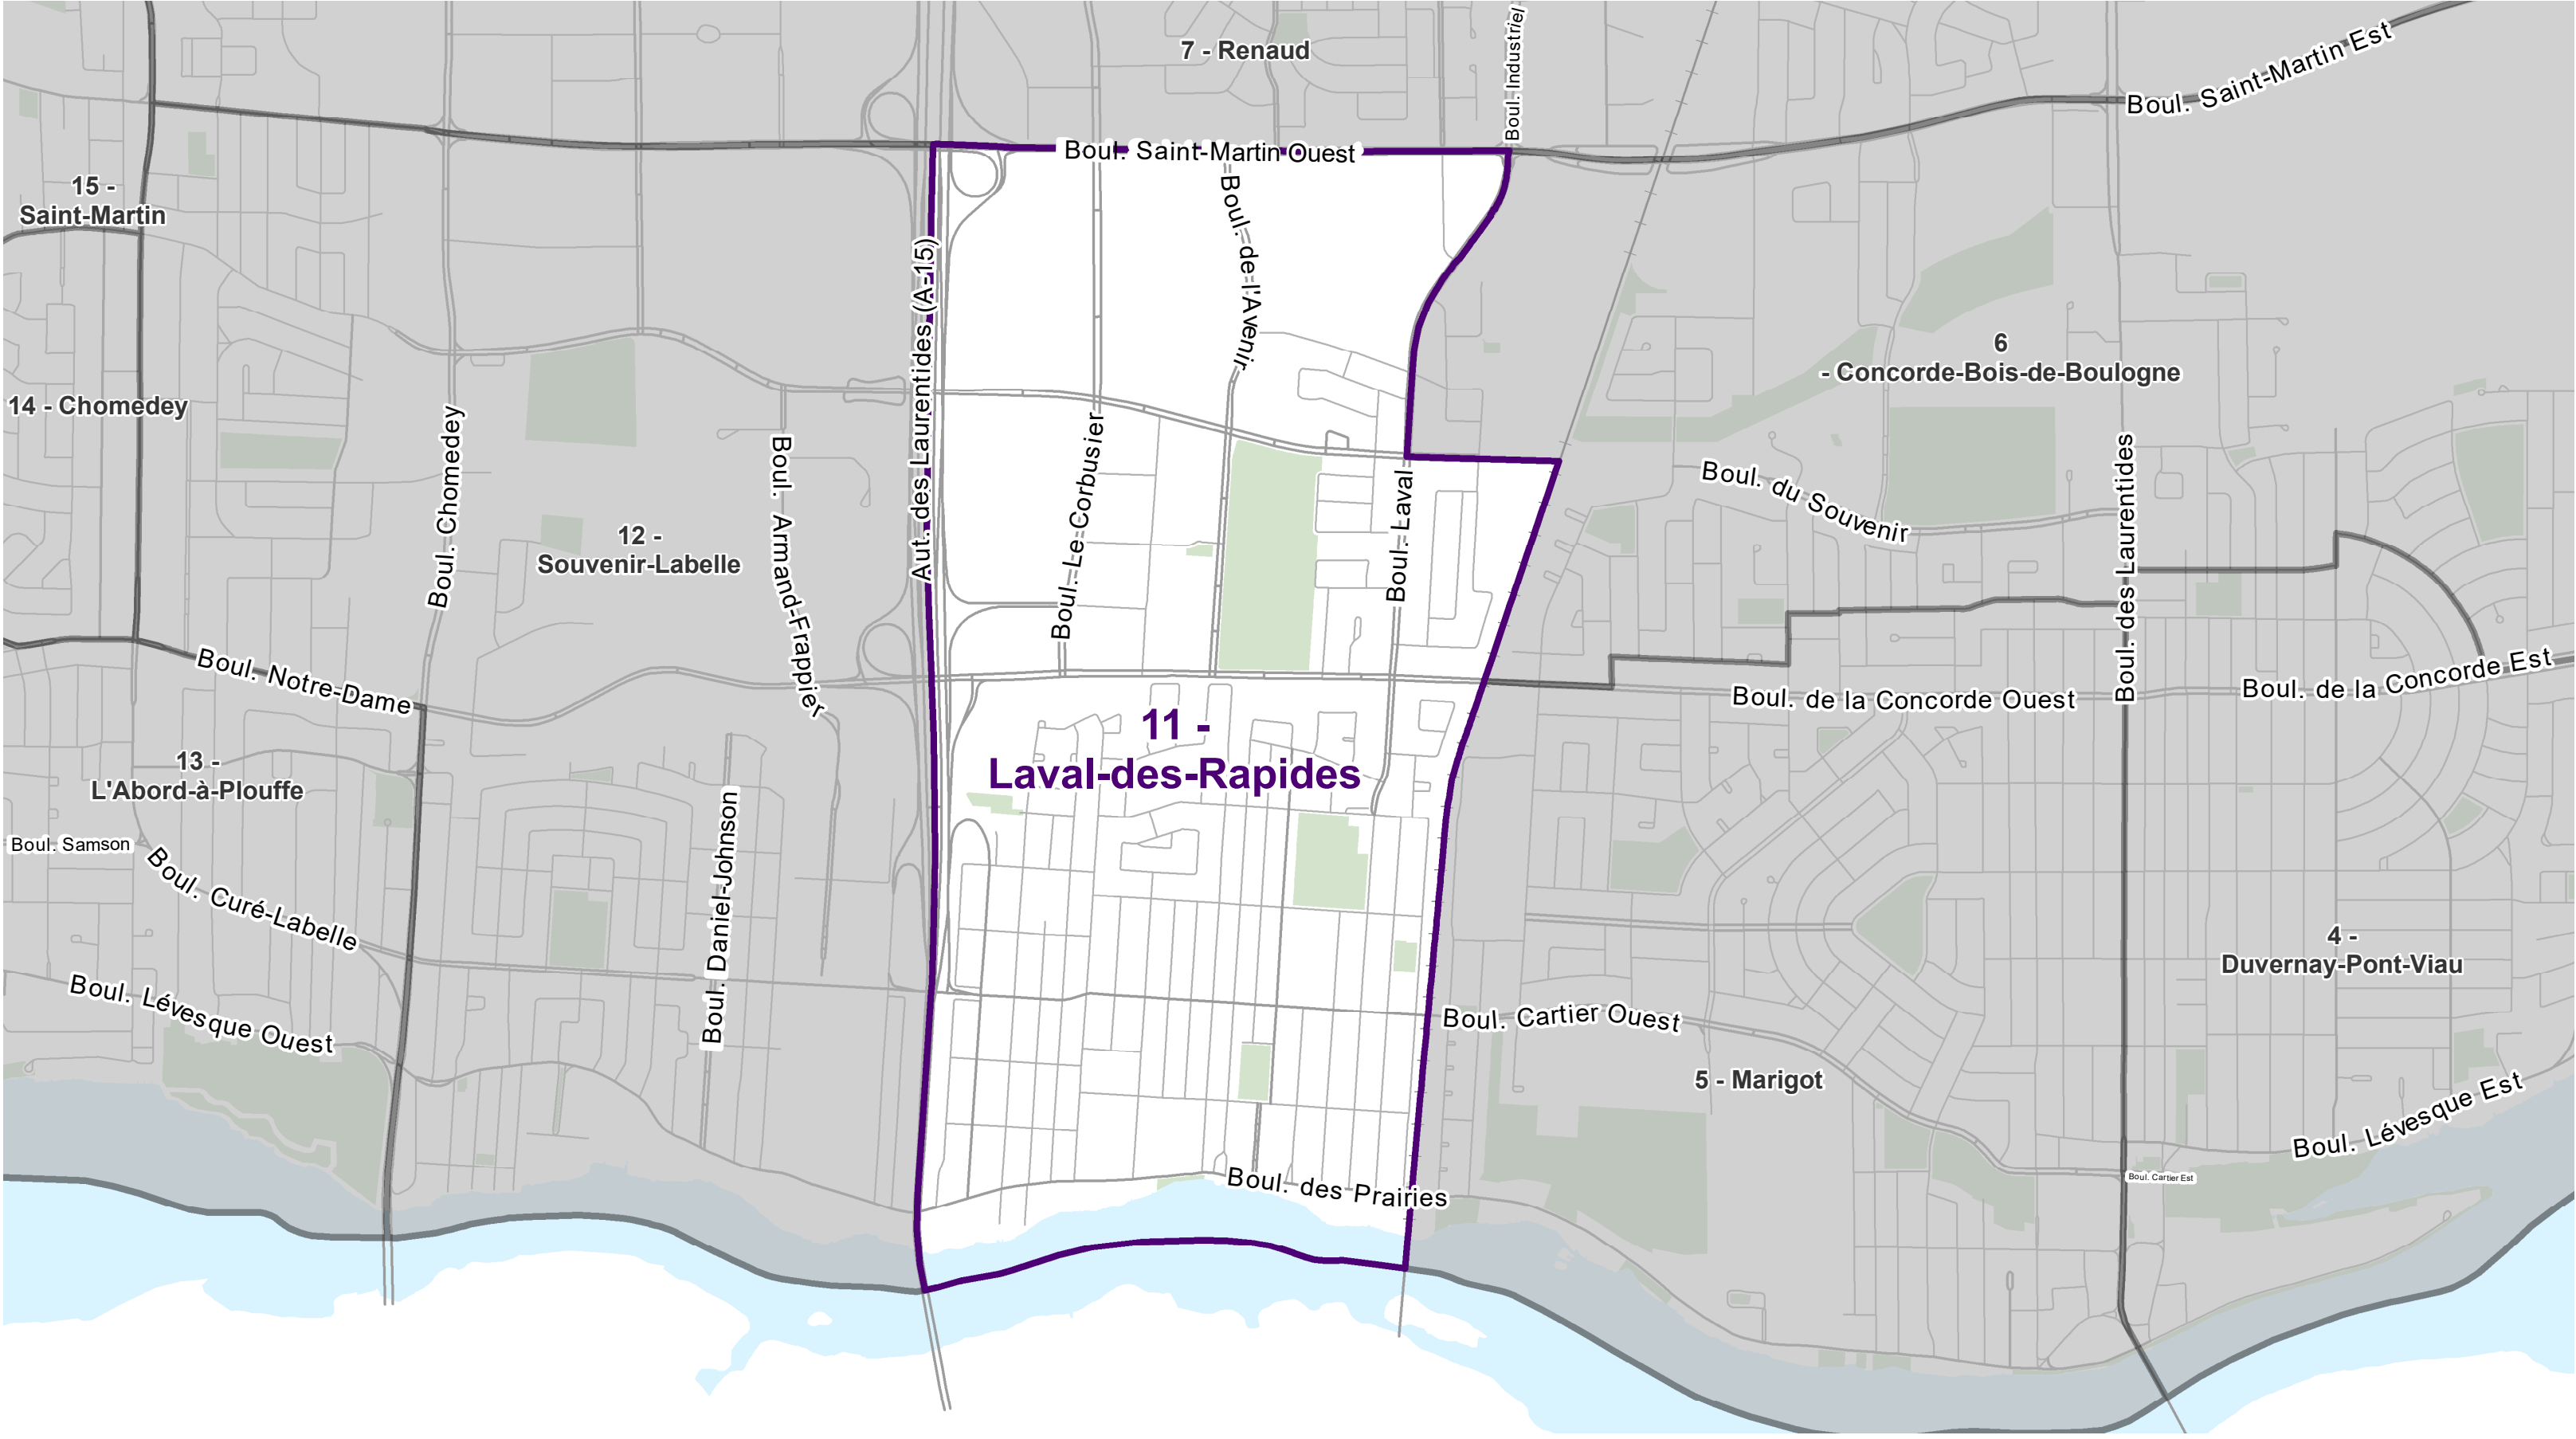 7 - Renaud
Boul. Industriel
Boul. Saint-Martin Est
Boul. Saint-Martin Ouest
15 -
Saint-Martin
Boul. de l'Avenir
Aut. des Laurentides (A-15)
6
- Concorde-Bois-de-Boulogne
14 - Chomedey
Boul. Chomedey
Boul. Armand-Frappier
Boul. Le Corbusier
Boul. Laval
Boul. du Souvenir
Boul. des Laurentides
12 -
Souvenir-Labelle
Boul. Notre-Dame
Boul. de la Concorde Ouest
Boul. de la Concorde Est
11 -
Laval-des-Rapides
13 -
L'Abord-à-Plouffe
Boul. Samson
Boul. Curé-Labelle
Boul. Daniel-Johnson
4 -
Duvernay-Pont-Viau
Boul. Lévesque Ouest
Boul. Cartier Ouest
5 - Marigot
Boul. Lévesque Est
Boul. des Prairies
Boul. Cartier Est